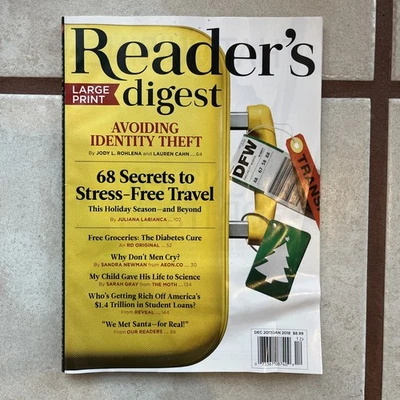 Reader's
LARGE
PRINT
digest
AVOIDING
IDENTITY THEFT
By JODY L. ROHLENA and LAUREN CAHN ... 64
68 Secrets to
Stress-Free Travel
This Holiday Season—and Beyond
By JULIANA LABIANCA ... 102
Free Groceries: The Diabetes Cure
An RD ORIGINAL ... 52
Why Don't Men Cry?
By SANDRA NEWMAN from AEON.CO ... 30
My Child Gave His Life to Science
By SARAH GRAY from THE MOTH ... 134
Who's Getting Rich Off America's
$1.4 Trillion in Student Loans?
From REVEAL ... 144
"We Met Santa—for Real!"
From OUR READERS ...
DFW
TRANS
DEC 2017/JAN 2018 $5.99